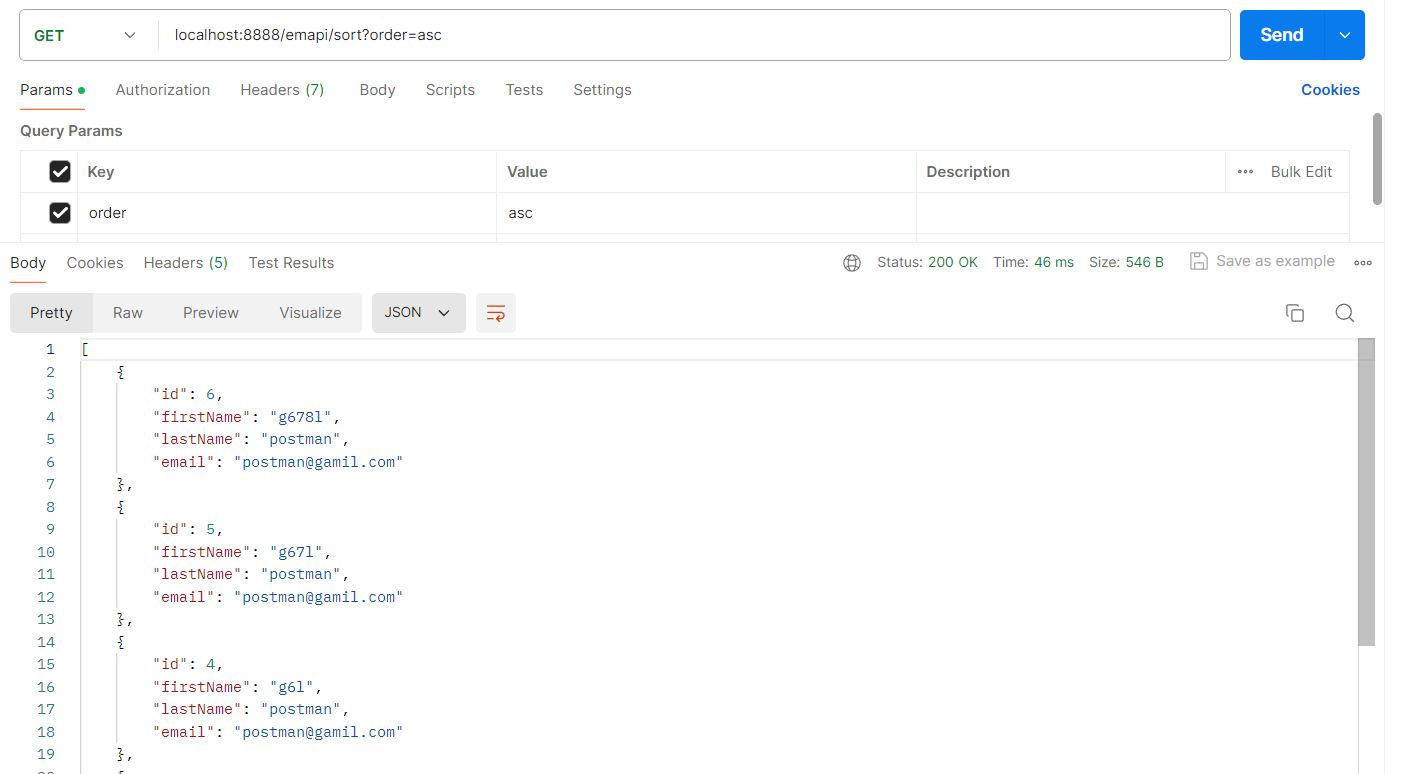 GET localhost:8888/emapi/sort?order=asc Send
Params Authorization Headers (7) Body Scripts Tests Settings Cookies
Query Params
Key Value Description Bulk Edit
order asc
Body Cookies Headers (5) Test Results Status: 200 OK Time: 46 ms Size: 546 B Save as example
Pretty Raw Preview Visualize JSON
1 [
2 {
3 "id": 6,
4 "firstName": "g678l",
5 "lastName": "postman",
6 "email": "postman@gamil.com"
7 },
8 {
9 "id": 5,
10 "firstName": "g67l",
11 "lastName": "postman",
12 "email": "postman@gamil.com"
13 },
14 {
15 "id": 4,
16 "firstName": "g6l",
17 "lastName": "postman",
18 "email": "postman@gamil.com"
19 },